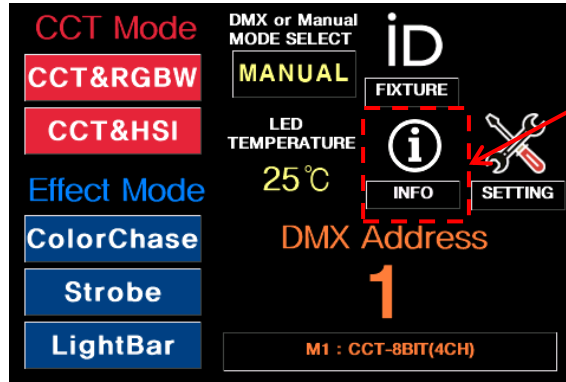 CCT Mode
CCT&RGBW
CCT&HSI
Effect Mode
ColorChase
Strobe
LightBar
DMX or Manual
MODE SELECT
MANUAL
iD
FIXTURE
LED
TEMPERATURE
25℃
i
INFO
SETTING
DMX Address
1
M1 : CCT-8BIT(4CH)